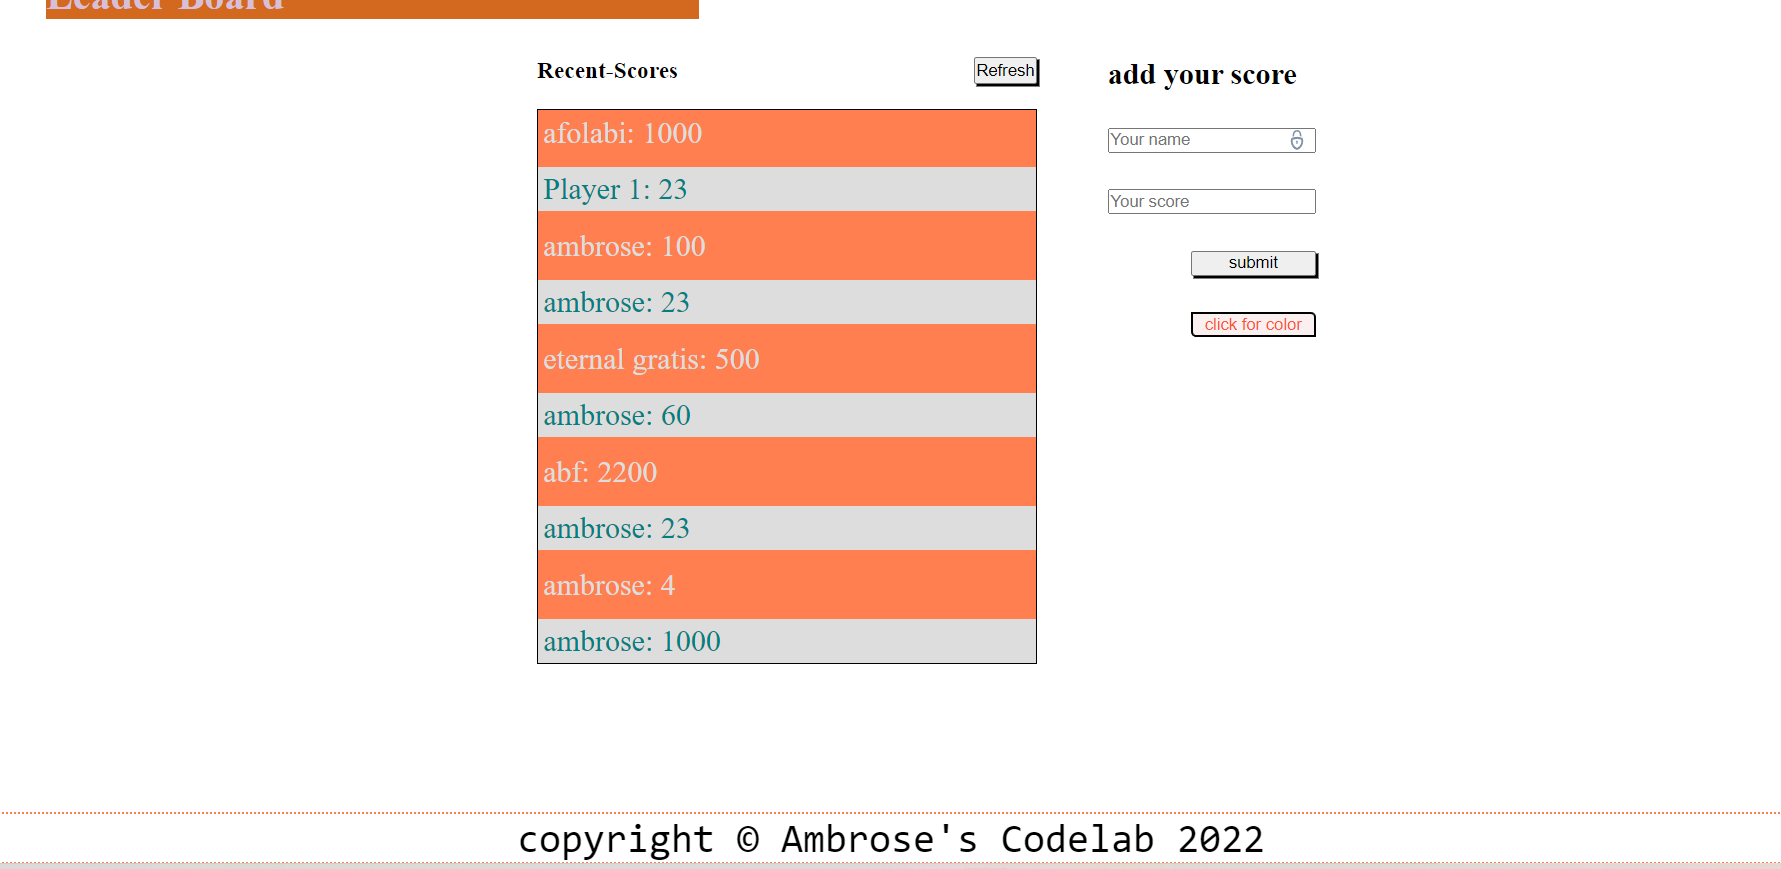 Leader Board
Recent-Scores
Refresh
afolabi: 1000
Player 1: 23
ambrose: 100
ambrose: 23
eternal gratis: 500
ambrose: 60
abf: 2200
ambrose: 23
ambrose: 4
ambrose: 1000
add your score
Your name
Your score
submit
click for color
copyright © Ambrose's Codelab 2022